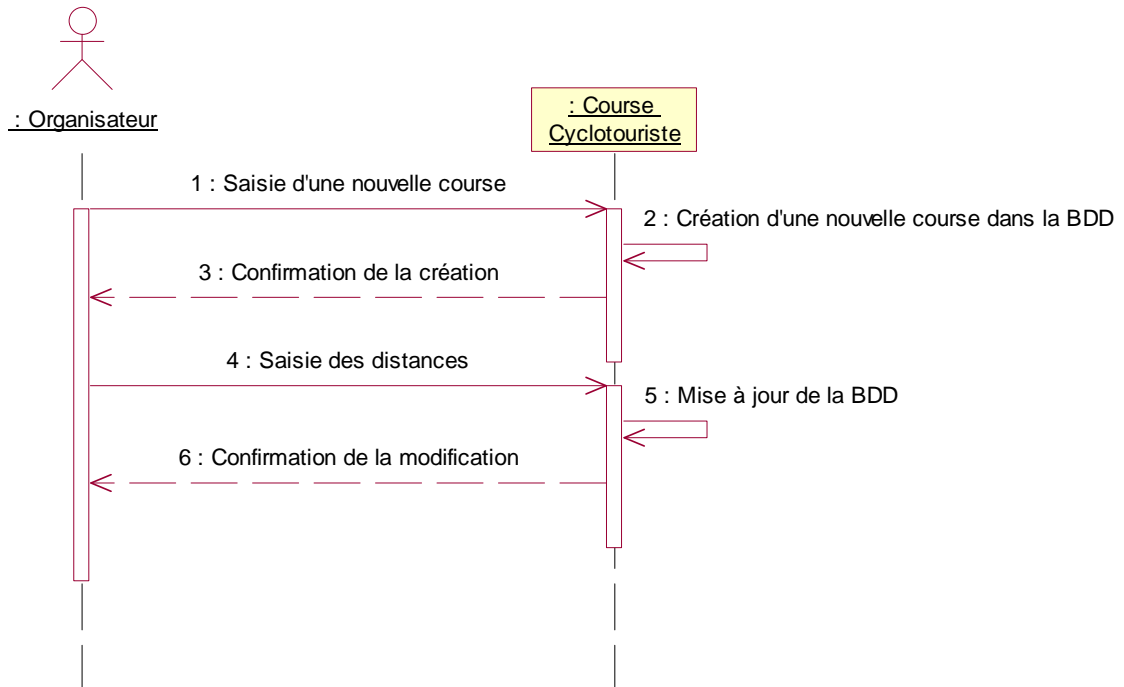 : Organisateur
: Course
Cyclotouriste
1 : Saisie d'une nouvelle course
2 : Création d'une nouvelle course dans la BDD
3 : Confirmation de la création
4 : Saisie des distances
5 : Mise à jour de la BDD
6 : Confirmation de la modification